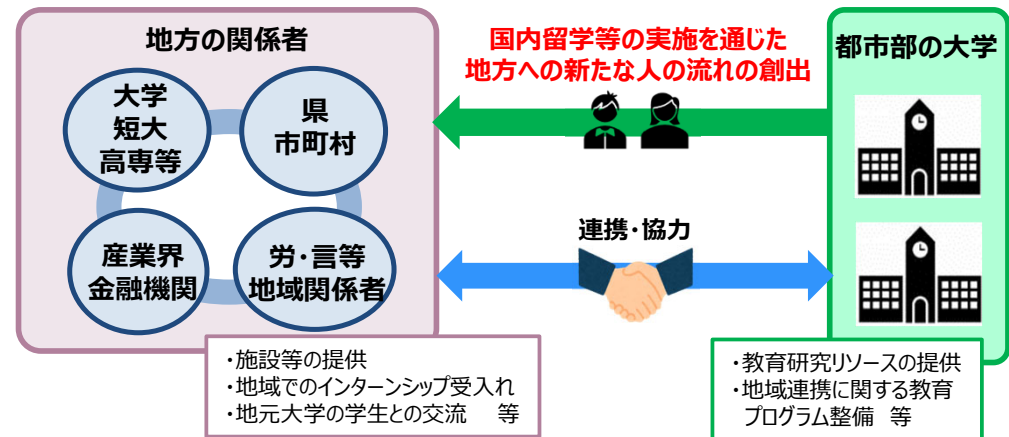 地方の関係者
大学
短大
高専等
県
市町村
産業界
金融機関
労・言等
地域関係者
・施設等の提供
・地域でのインターンシップ受入れ
・地元大学の学生との交流　等
国内留学等の実施を通じた
地方への新たな人の流れの創出
連携・協力
都市部の大学
・教育研究リソースの提供
・地域連携に関する教育
プログラム整備　等